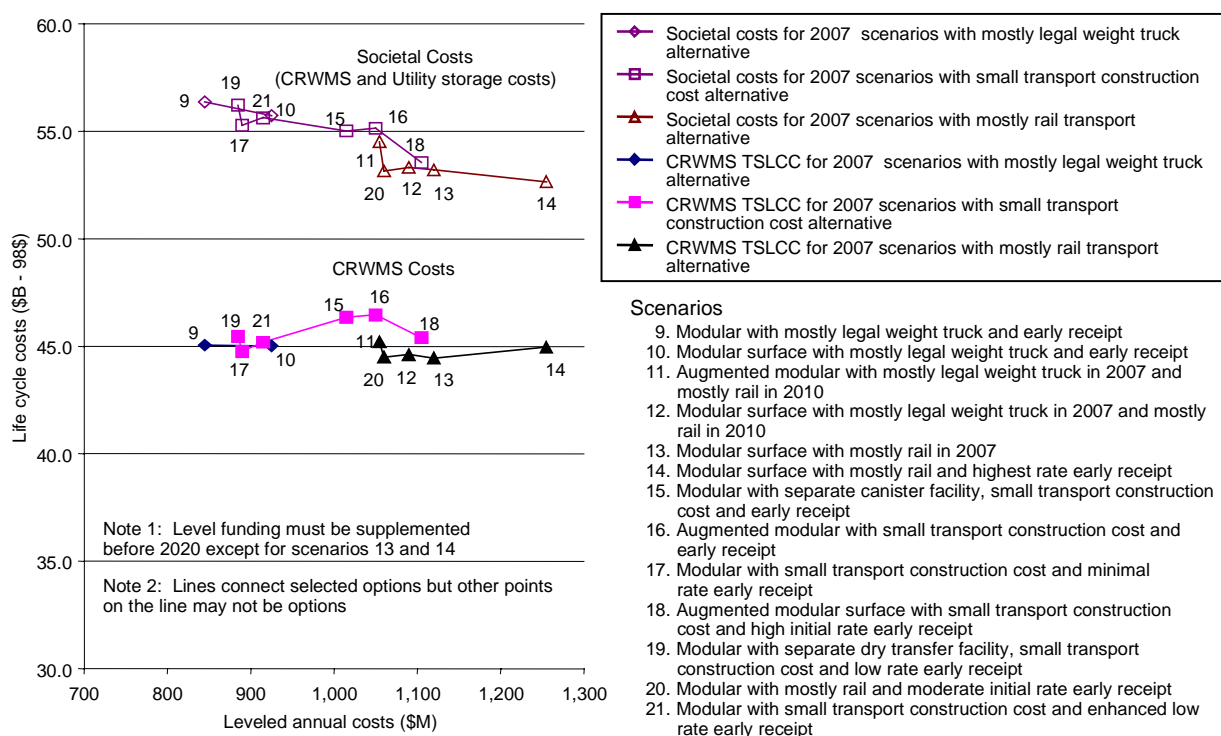 60.0
55.0
50.0
45.0
40.0
35.0
30.0
Life cycle costs ($B - 98$)
700
800
900
1,000
1,100
1,200
1,300
Leveled annual costs ($M)
Societal Costs
(CRWMS and Utility storage costs)
9
19
21
10
17
15
16
18
11
20
12
13
14
CRWMS Costs
9
19
21
17
10
15
16
18
11
20
12
13
14
Note 1: Level funding must be supplemented
before 2020 except for scenarios 13 and 14
Note 2: Lines connect selected options but other points
on the line may not be options
Societal costs for 2007 scenarios with mostly legal weight truck
alternative
Societal costs for 2007 scenarios with small transport construction
cost alternative
Societal costs for 2007 scenarios with mostly rail transport
alternative
CRWMS TSLCC for 2007 scenarios with mostly legal weight truck
alternative
CRWMS TSLCC for 2007 scenarios with small transport
construction cost alternative
CRWMS TSLCC for 2007 scenarios with mostly rail transport
alternative
Scenarios
9. Modular with mostly legal weight truck and early receipt
10. Modular surface with mostly legal weight truck and early receipt
11. Augmented modular with mostly legal weight truck in 2007 and
mostly rail in 2010
12. Modular surface with mostly legal weight truck in 2007 and mostly
rail in 2010
13. Modular surface with mostly rail in 2007
14. Modular surface with mostly rail and highest rate early receipt
15. Modular with separate canister facility, small transport construction
cost and early receipt
16. Augmented modular with small transport construction cost and
early receipt
17. Modular with small transport construction cost and minimal
rate early receipt
18. Augmented modular surface with small transport construction
cost and high initial rate early receipt
19. Modular with separate dry transfer facility, small transport
construction cost and low rate early receipt
20. Modular with mostly rail and moderate initial rate early receipt
21. Modular with small transport construction cost and enhanced low
rate early receipt